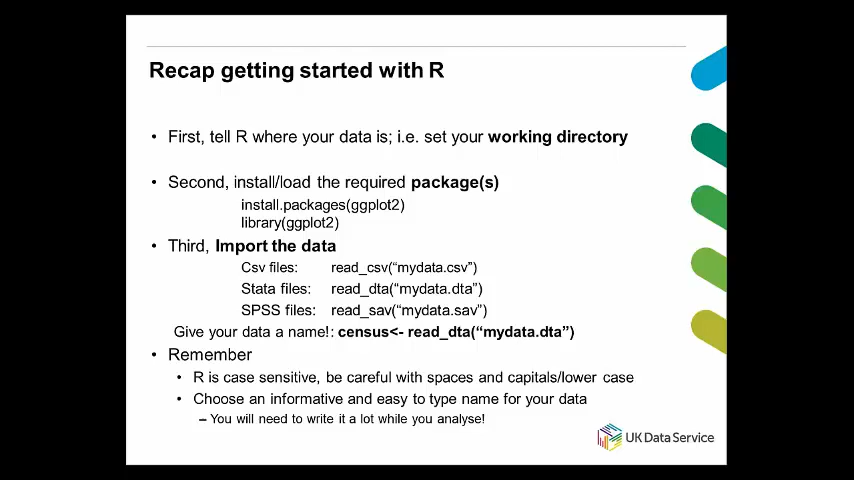 Recap getting started with R
• First, tell R where your data is; i.e. set your working directory
• Second, install/load the required package(s)
install.packages(ggplot2)
library(ggplot2)
• Third, Import the data
Csv files: read_csv(“mydata.csv”)
Stata files: read_dta(“mydata.dta”)
SPSS files: read_sav(“mydata.sav”)
Give your data a name!: census<- read_dta(“mydata.dta”)
• Remember
• R is case sensitive, be careful with spaces and capitals/lower case
• Choose an informative and easy to type name for your data
– You will need to write it a lot while you analyse!
UK Data Service